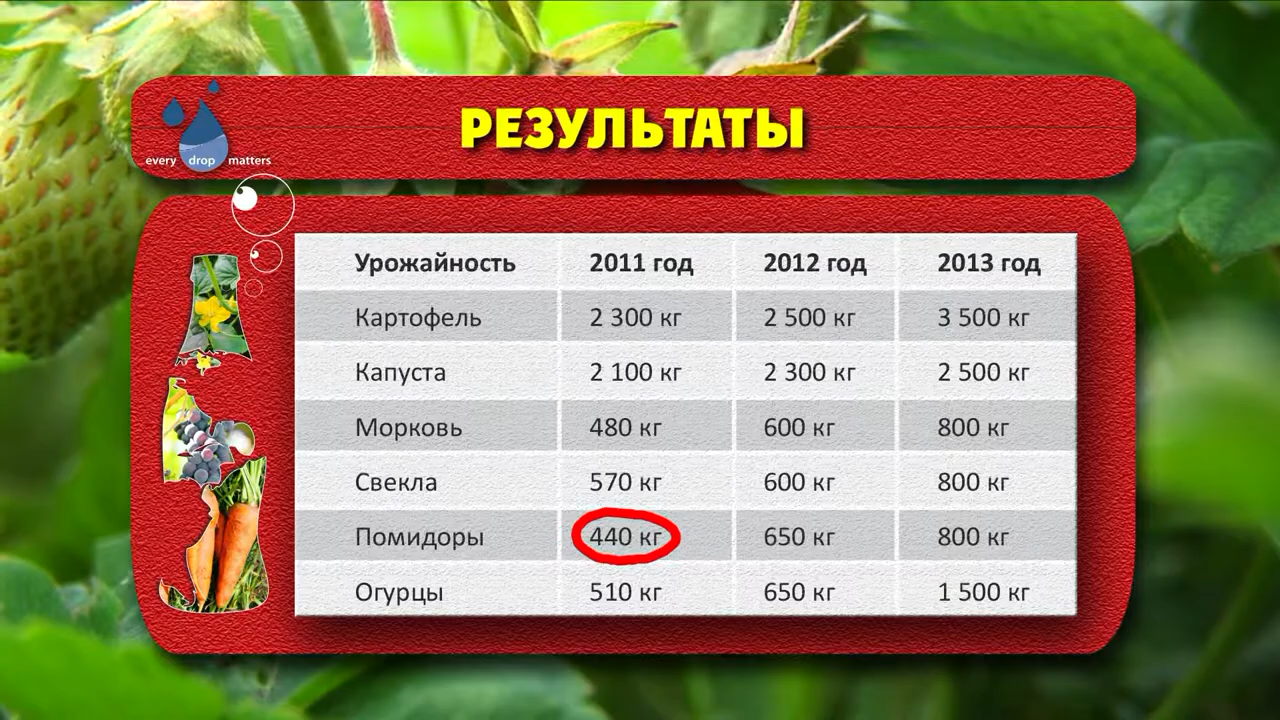 РЕЗУЛЬТАТЫ
every drop matters
Урожайность 2011 год 2012 год 2013 год
Картофель 2 300 кг 2 500 кг 3 500 кг
Капуста 2 100 кг 2 300 кг 2 500 кг
Морковь 480 кг 600 кг 800 кг
Свекла 570 кг 600 кг 800 кг
Помидоры 440 кг 650 кг 800 кг
Огурцы 510 кг 650 кг 1 500 кг